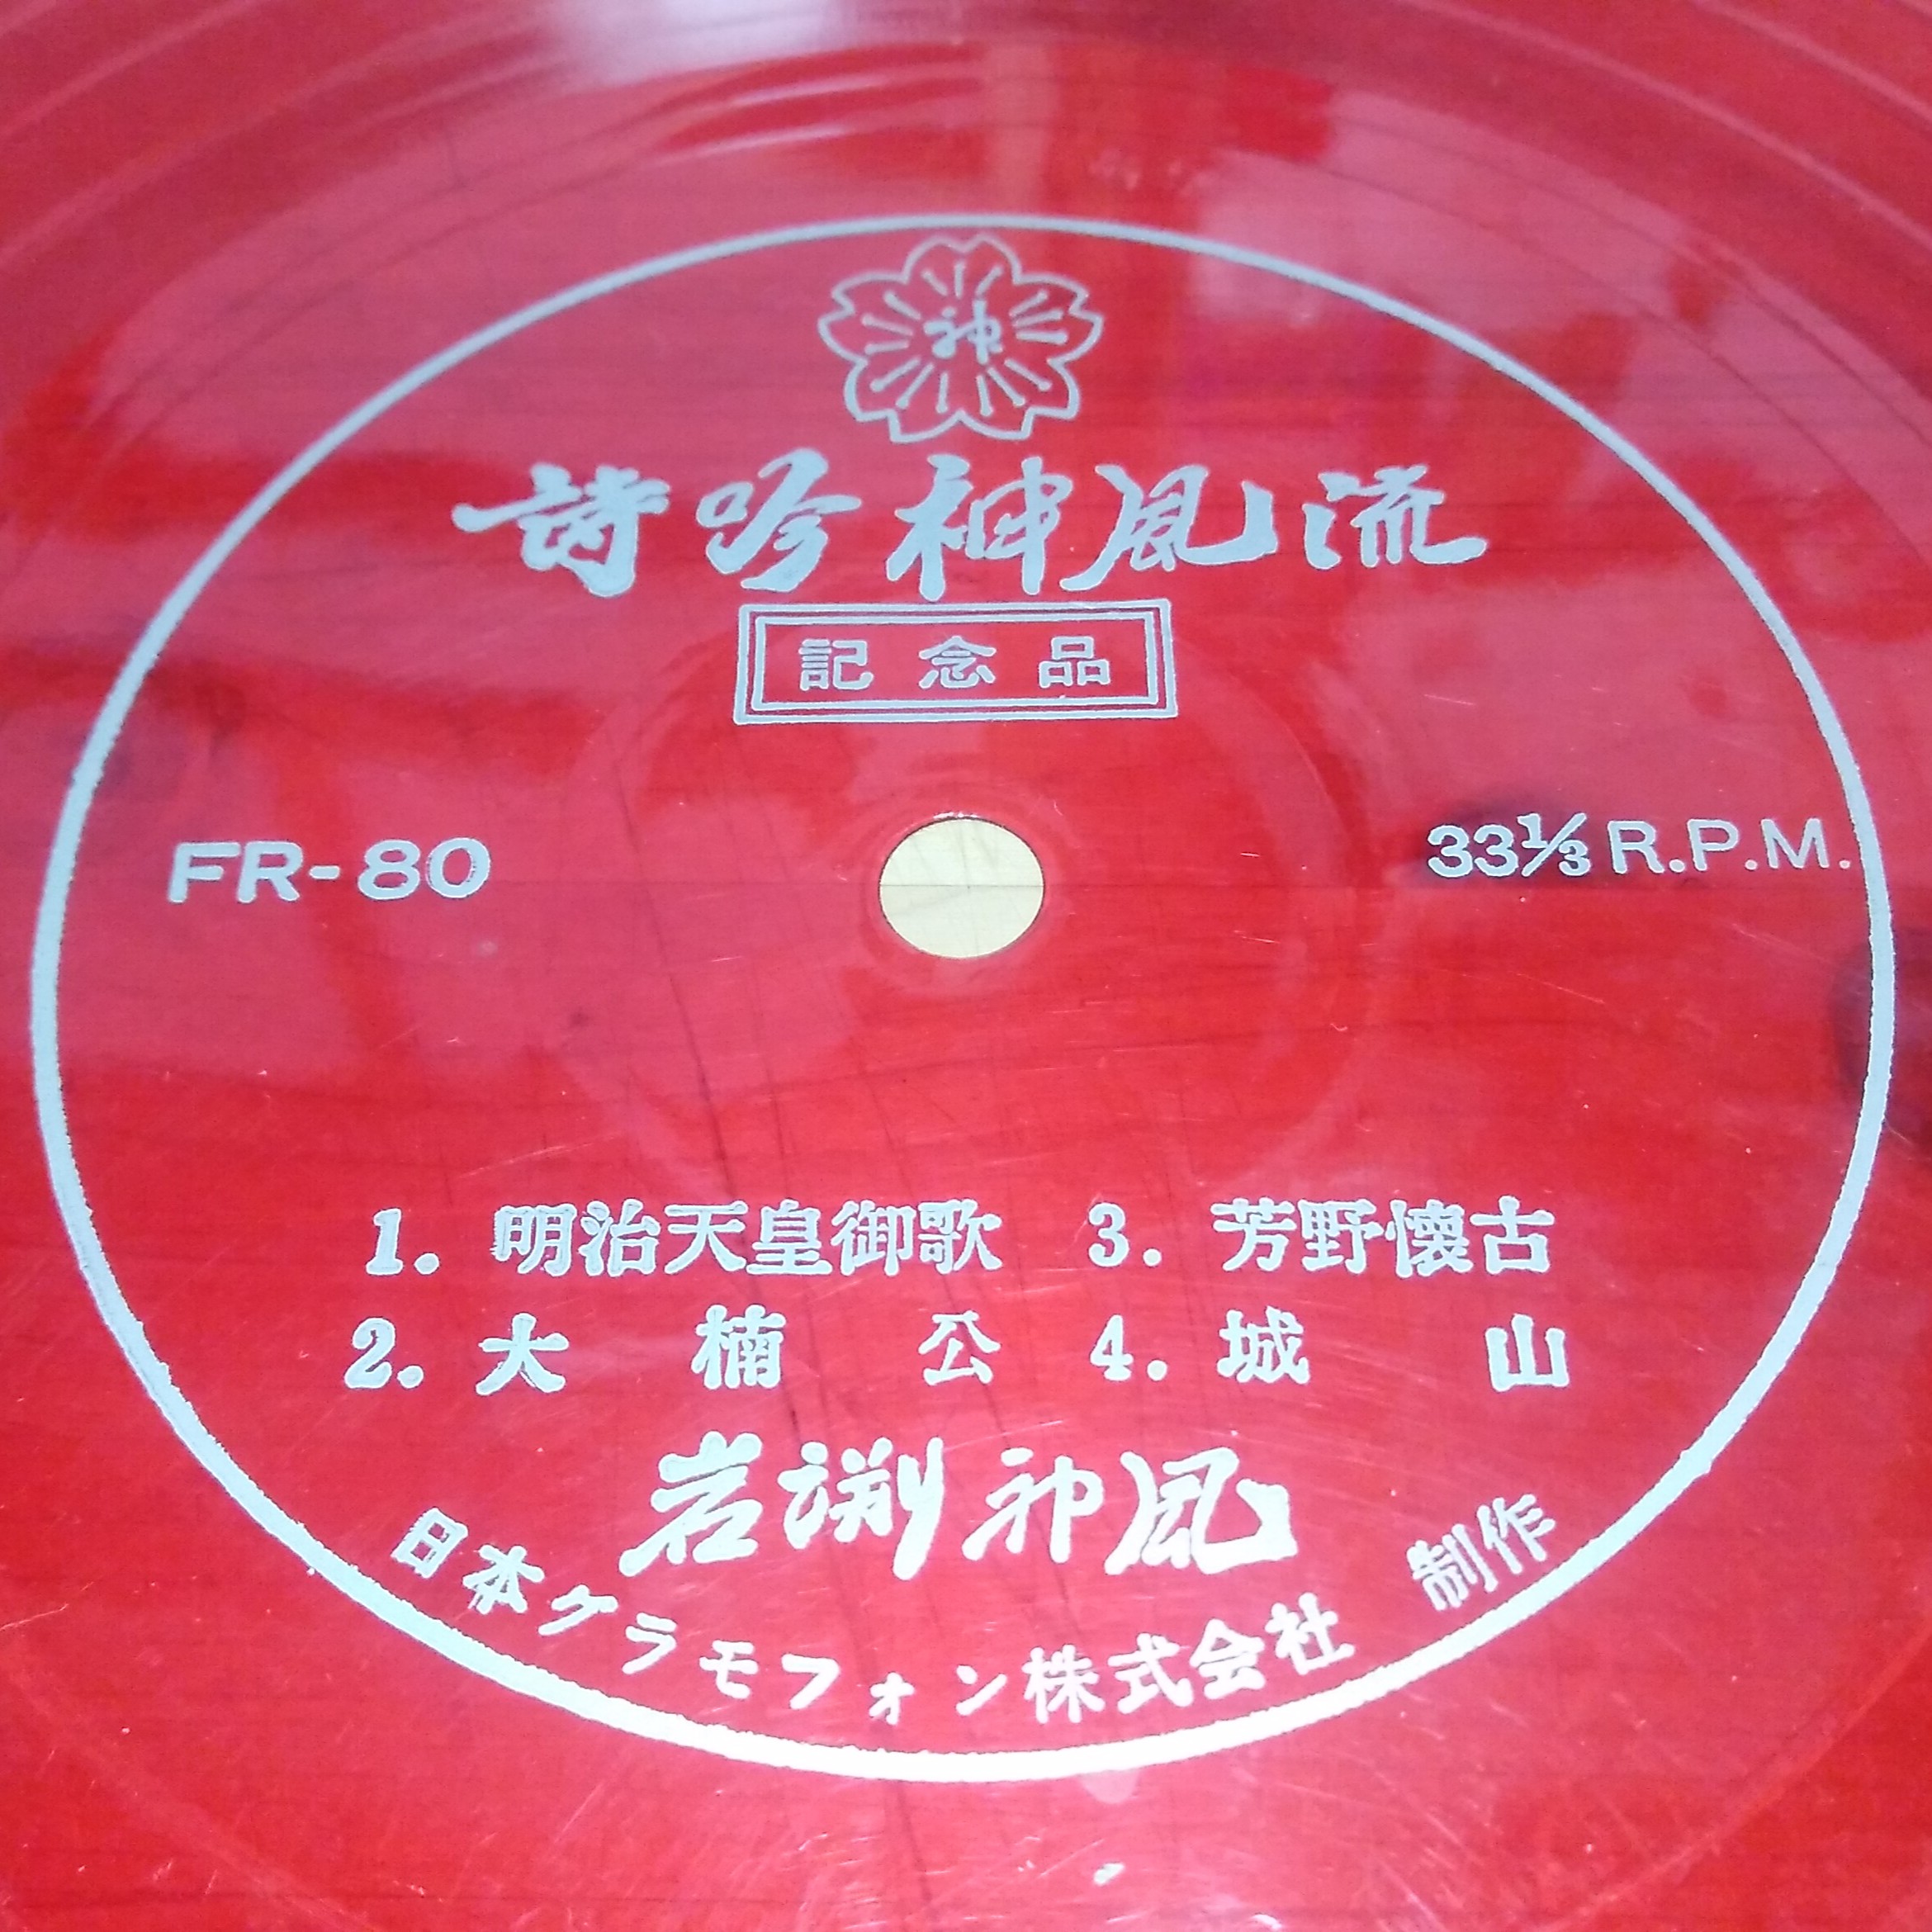 神
詩吟神風流
記念品
FR-80
33⅓ R.P.M.
1. 明治天皇御歌 3. 芳野懐古
2. 大楠公 4. 城山
岩渕神風
日本グラモフォン株式会社 制作